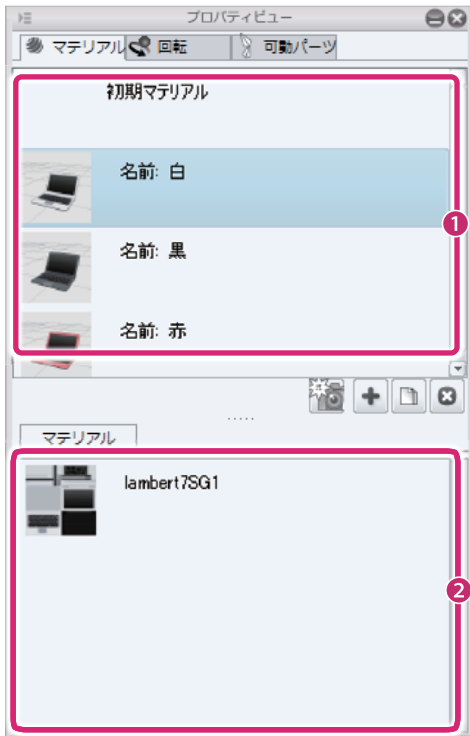 プロパティビュー
マテリアル 回転 可動パーツ
初期マテリアル
名前: 白
1
名前: 黒
名前: 赤
マテリアル
lambert7SG1
2